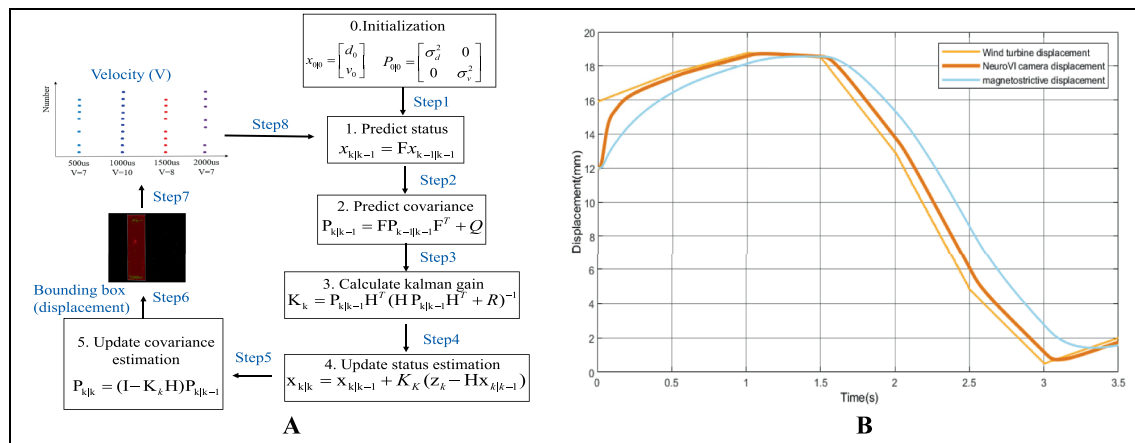 0.Initialization
x_{0|0} = [d_0 v_0] P_{0|0} = [σ_d^2 0 0 σ_v^2]
Step1
1. Predict status
x_{k|k-1} = Fx_{k-1|k-1}
Step2
2. Predict covariance
P_{k|k-1} = FP_{k-1|k-1}F^T + Q
Step3
3. Calculate kalman gain
K_k = P_{k|k-1}H^T(H P_{k|k-1}H^T + R)^{-1}
Step4
4. Update status estimation
x_{k|k} = x_{k|k-1} + K_K(z_k - Hx_{k|k-1})
Step5
5. Update covariance
estimation
P_{k|k} = (I - K_kH)P_{k|k-1}
Step6
Bounding box
(displacement)
Step7
Velocity (V)
Number
500us 1000us 1500us 2000us
V=7 V=10 V=8 V=7
Step8
A
Wind turbine displacement
NeuroVI camera displacement
magnetostrictive displacement
Displacement(mm)
20
18
16
14
12
10
8
6
4
2
0
0 0.5 1 1.5 2 2.5 3 3.5
Time(s)
B